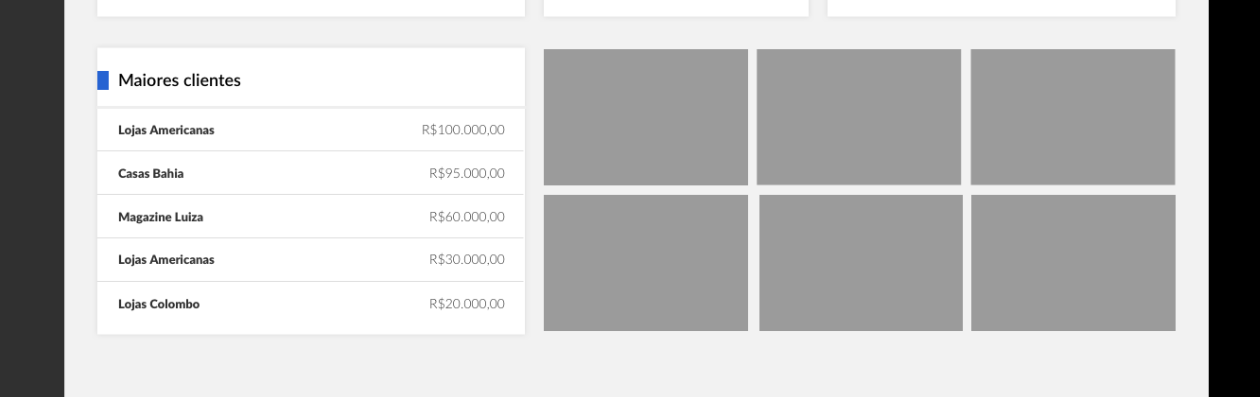 Maiores clientes
Lojas Americanas R$100.000,00
Casas Bahia R$95.000,00
Magazine Luiza R$60.000,00
Lojas Americanas R$30.000,00
Lojas Colombo R$20.000,00